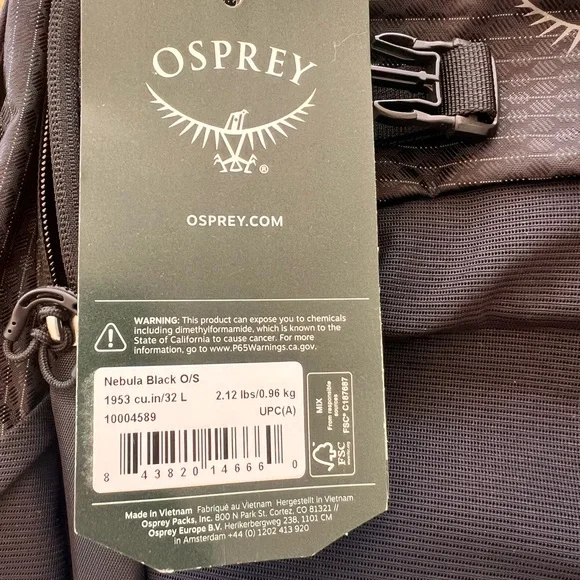 OSPREY
®
OSPREY.COM
WARNING: This product can expose you to chemicals
including dimethylformamide, which is known to the
State of California to cause cancer. For more
information, go to www.P65Warnings.ca.gov.
Nebula Black O/S
1953 cu.in/32 L 2.12 lbs/0.96 kg
10004589 UPC(A)
8 43820 14666 0
MIX
From responsible
sources
FSC® C187687
FSC
Made in Vietnam Fabriqué au Vietnam Hergestellt in Vietnam
Osprey Packs, Inc. 800 N Park St. Cortez, CO 81321 //
Osprey Europe B.V. Herikerbergweg 238, 1101 CM
in Amsterdam +44 (0) 1202 413 920